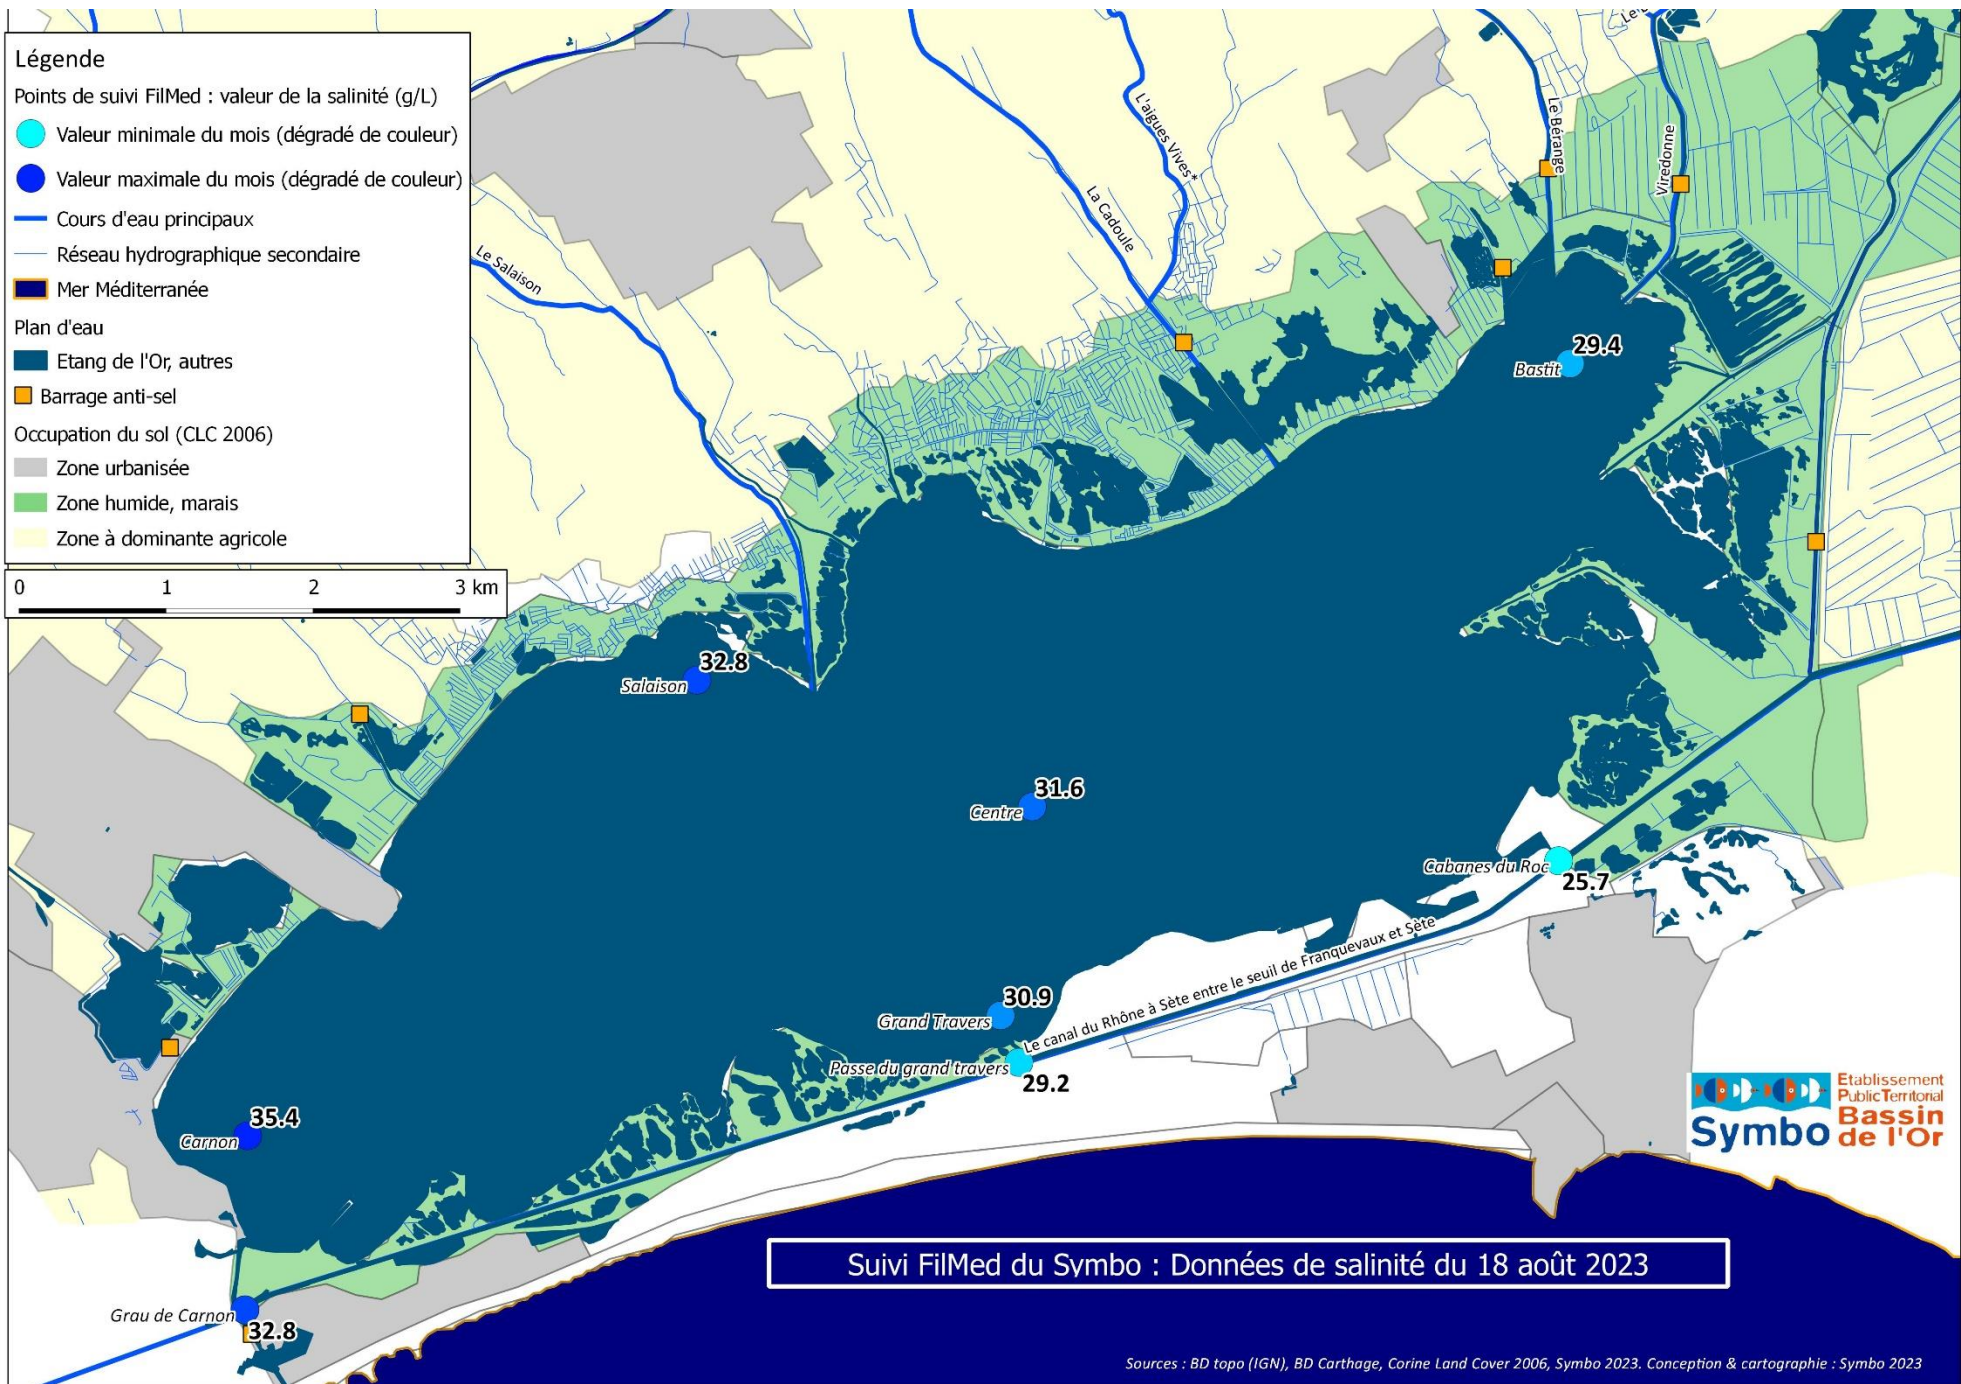 Légende
Points de suivi FilMed : valeur de la salinité (g/L)
Valeur minimale du mois (dégradé de couleur)
Valeur maximale du mois (dégradé de couleur)
Cours d'eau principaux
Réseau hydrographique secondaire
Mer Méditerranée
Plan d'eau
Etang de l'Or, autres
Barrage anti-sel
Occupation du sol (CLC 2006)
Zone urbanisée
Zone humide, marais
Zone à dominante agricole
0 1 2 3 km
Le Salaison
La Cadoule
L'aigues Vives*
Le Bérange
Viredonne
29.4
Bastit
32.8
Salaison
31.6
Centre
Cabanes du Roc
25.7
Le canal du Rhône à Sète entre le seuil de Franquevaux et Sète
30.9
Grand Travers
Passe du grand travers
29.2
35.4
Carnon
Grau de Carnon
32.8
Symbo
Etablissement
Public Territorial
Bassin
de l'Or
Suivi FilMed du Symbo : Données de salinité du 18 août 2023
Sources : BD topo (IGN), BD Carthage, Corine Land Cover 2006, Symbo 2023. Conception & cartographie : Symbo 2023